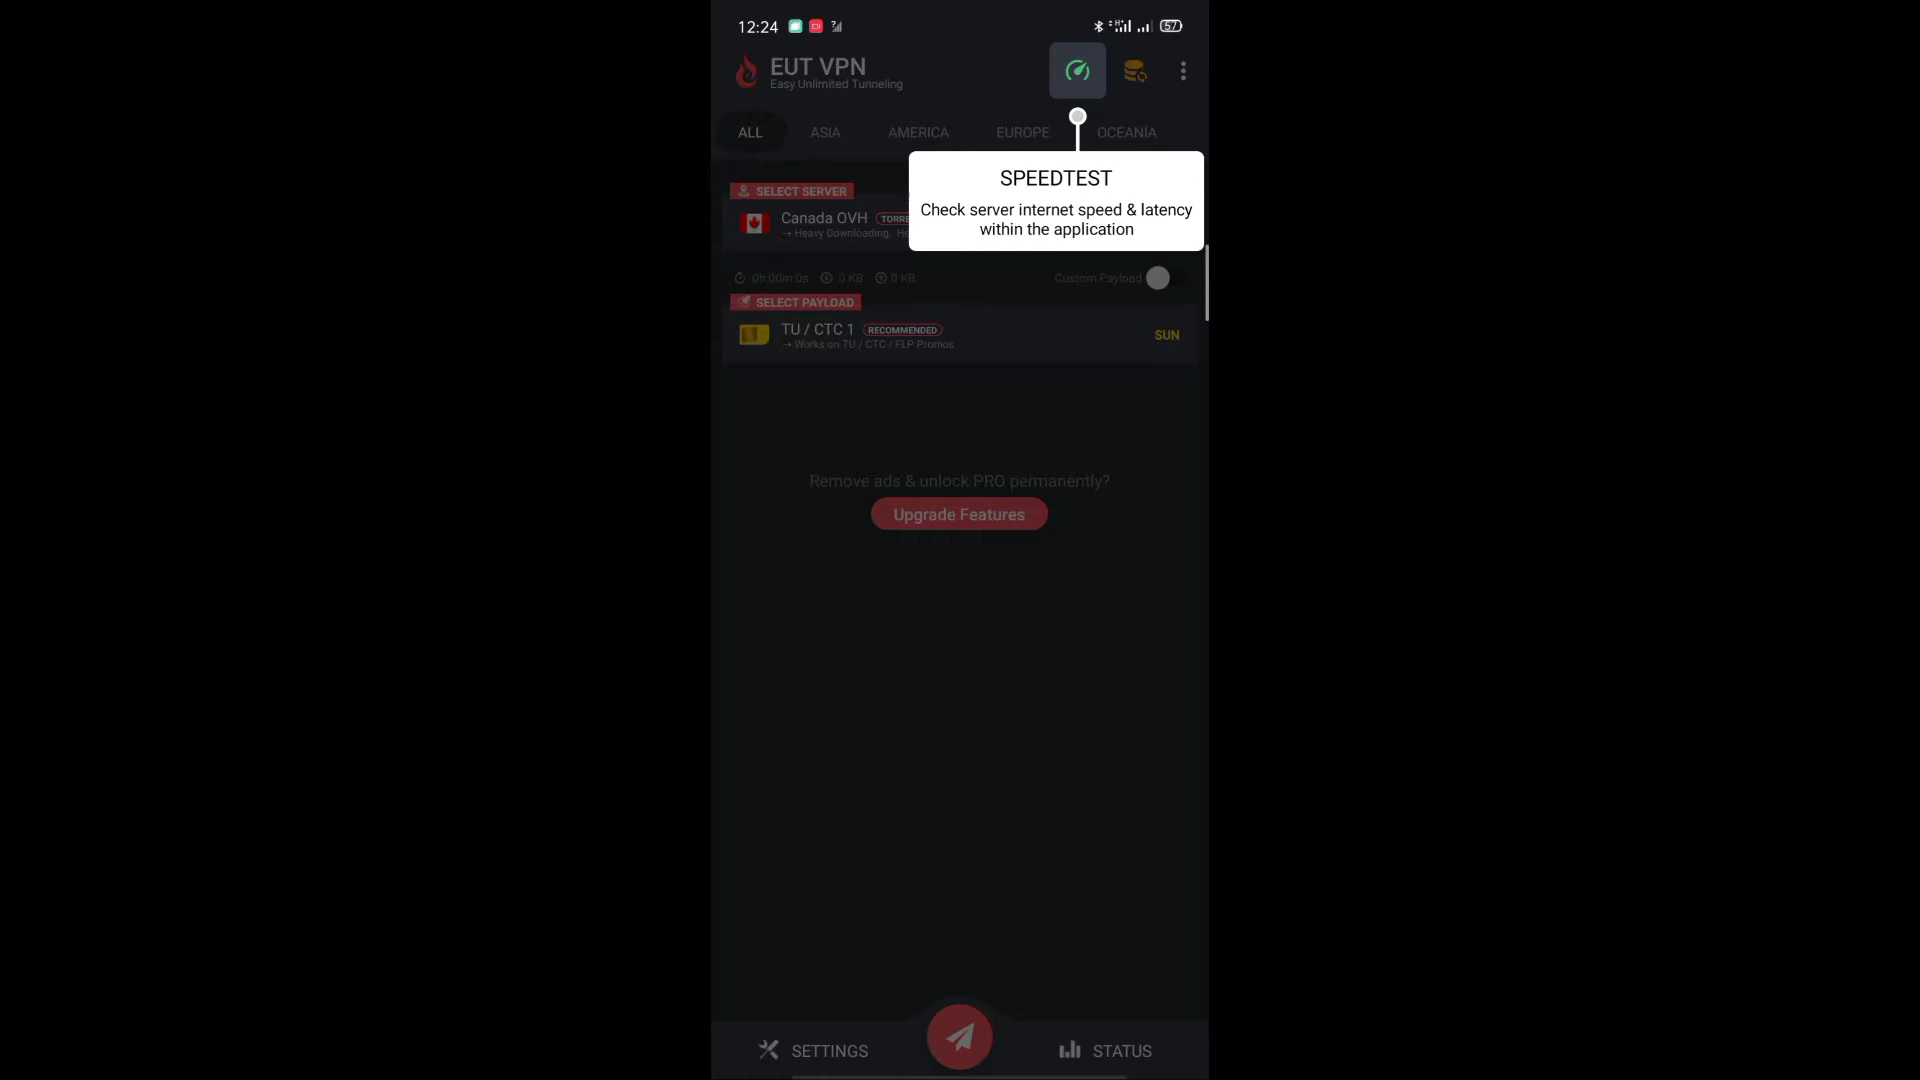 12:24
57
EUT VPN
Easy Unlimited Tunneling
ALL ASIA AMERICA EUROPE OCEANIA
SPEEDTEST
Check server internet speed & latency
within the application
SELECT SERVER
Canada OVH
→ Heavy Downloading,
0h:00m:0s 0 KB 0 KB Custom Payload
SELECT PAYLOAD
TU / CTC 1 RECOMMENDED
→ Works on TU / CTC / FLP Promos
SUN
Remove ads & unlock PRO permanently?
Upgrade Features
SETTINGS STATUS